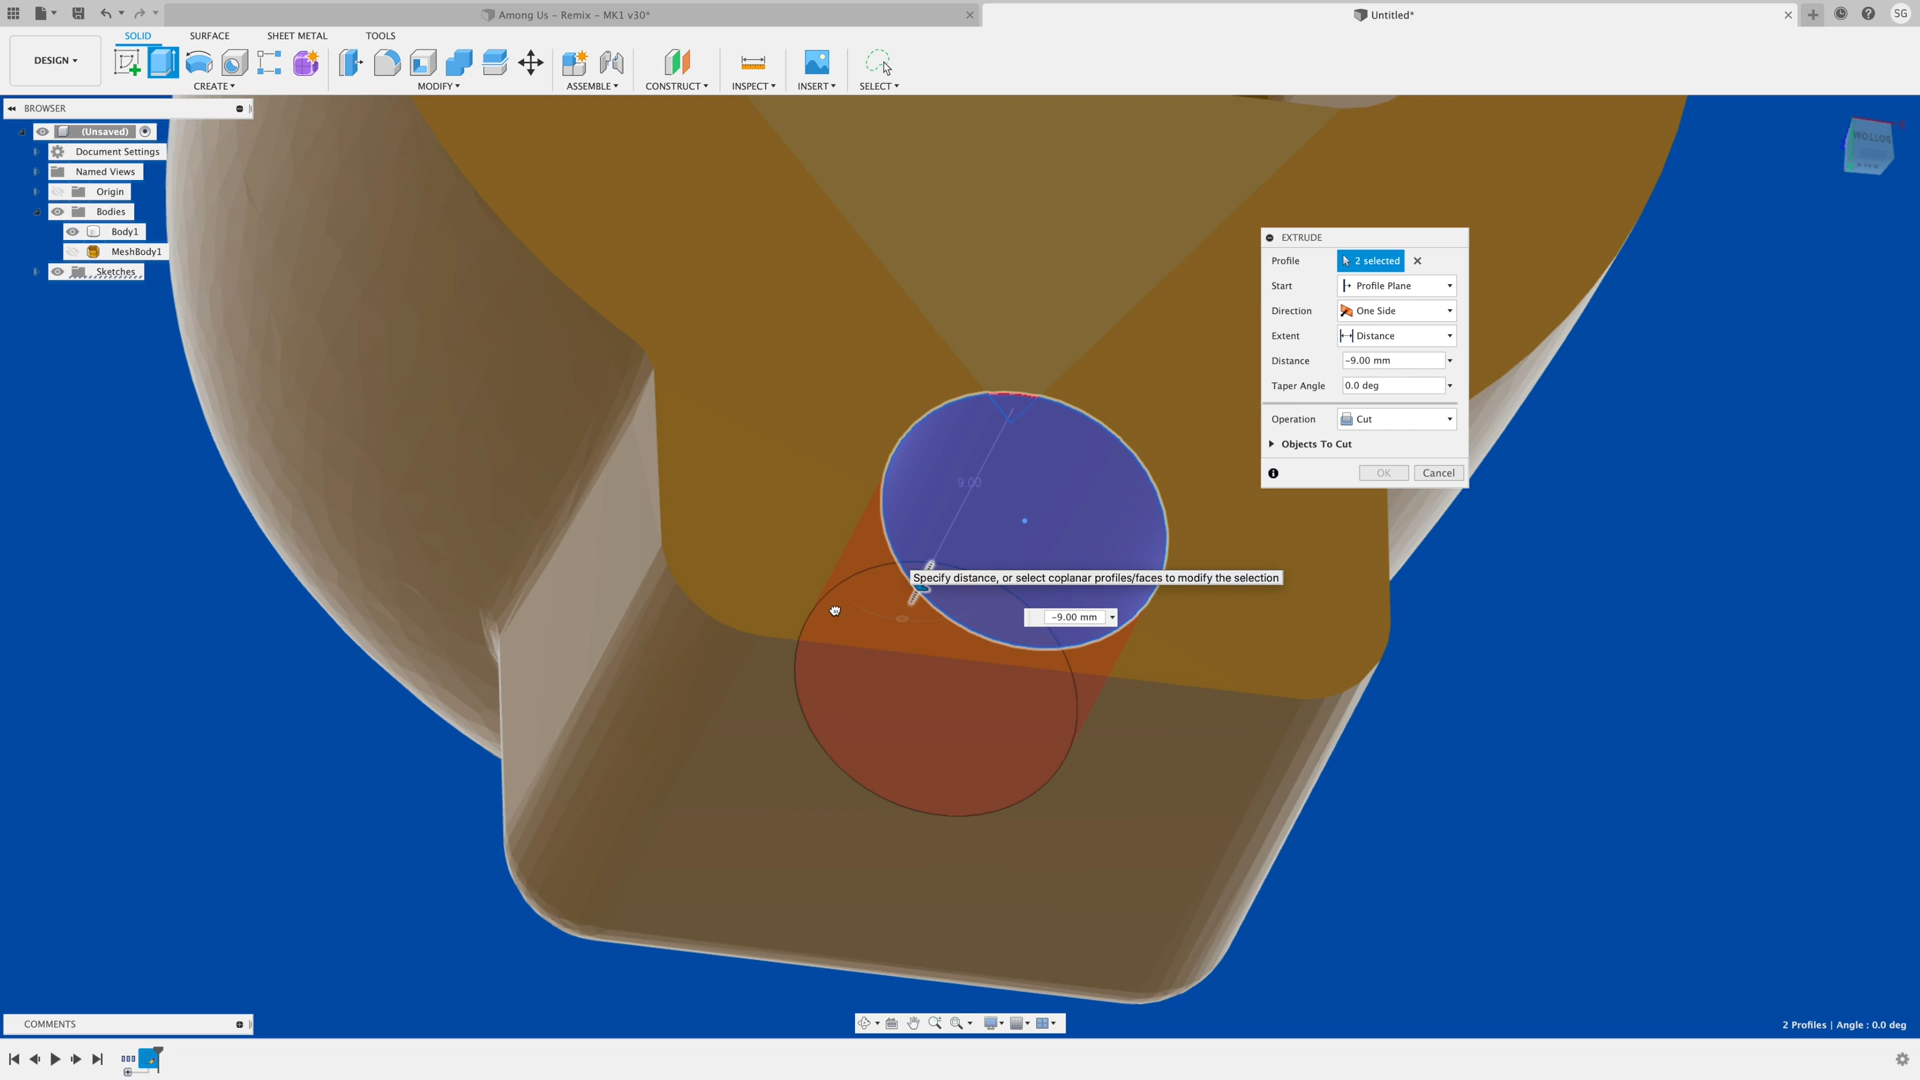 Among Us - Remix - MK1 v30*
Untitled*
SG
DESIGN
SOLID
SURFACE
SHEET METAL
TOOLS
CREATE
MODIFY
ASSEMBLE
CONSTRUCT
INSPECT
INSERT
SELECT
BROWSER
(Unsaved)
Document Settings
Named Views
Origin
Bodies
Body1
MeshBody1
Sketches
BOTTOM
EXTRUDE
Profile 2 selected
Start Profile Plane
Direction One Side
Extent Distance
Distance -9.00 mm
Taper Angle 0.0 deg
Operation Cut
Objects To Cut
OK Cancel
9.00
Specify distance, or select coplanar profiles/faces to modify the selection
-9.00 mm
COMMENTS
2 Profiles | Angle : 0.0 deg